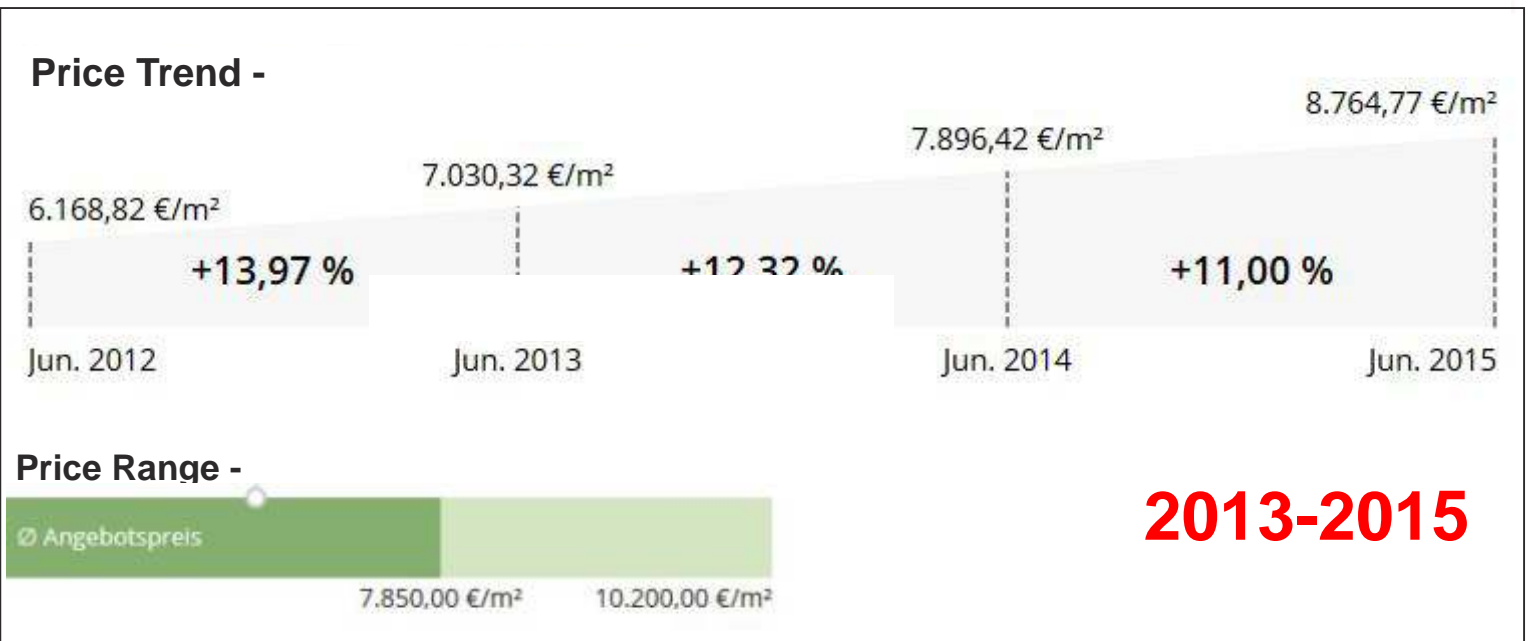 Price Trend -
8.764,77 €/m²
7.896,42 €/m²
7.030,32 €/m²
6.168,82 €/m²
+13,97 % +12,32 % +11,00 %
Jun. 2012 Jun. 2013 Jun. 2014 Jun. 2015
Price Range -
2013-2015
Ø Angebotspreis
7.850,00 €/m² 10.200,00 €/m²